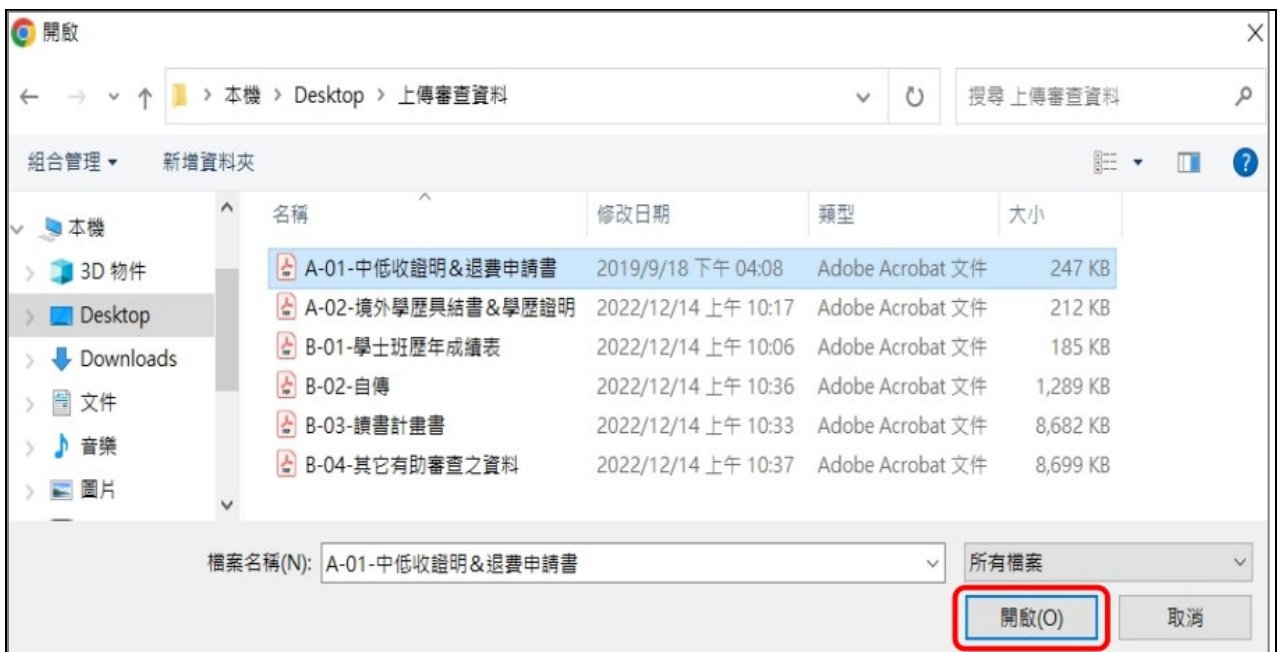 開啟
本機 > Desktop > 上傳審查資料
搜尋 上傳審查資料
組合管理 新增資料夾
名稱 修改日期 類型 大小
本機
3D 物件
Desktop
Downloads
文件
音樂
圖片
A-01-中低收證明&退費申請書 2019/9/18 下午 04:08 Adobe Acrobat 文件 247 KB
A-02-境外學歷具結書&學歷證明 2022/12/14 上午 10:17 Adobe Acrobat 文件 212 KB
B-01-學士班歷年成績表 2022/12/14 上午 10:06 Adobe Acrobat 文件 185 KB
B-02-自傳 2022/12/14 上午 10:36 Adobe Acrobat 文件 1,289 KB
B-03-讀書計畫書 2022/12/14 上午 10:33 Adobe Acrobat 文件 8,682 KB
B-04-其它有助審查之資料 2022/12/14 上午 10:37 Adobe Acrobat 文件 8,699 KB
檔案名稱(N): A-01-中低收證明&退費申請書 所有檔案
開啟(O) 取消